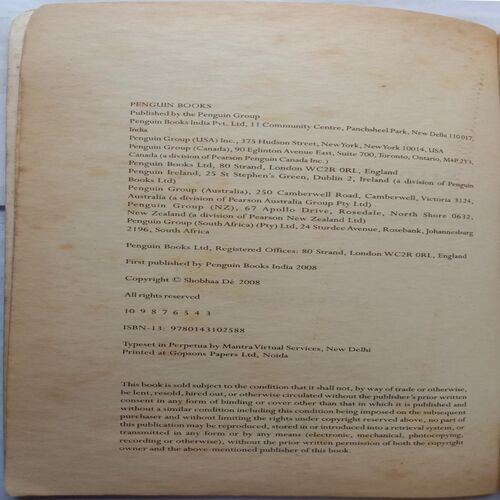 PENGUIN BOOKS
Published by the Penguin Group
Penguin Books India Pvt. Ltd, 11 Community Centre, Panchsheel Park, New Delhi 110 017,
India
Penguin Group (USA) Inc., 375 Hudson Street, New York, New York 10014, USA
Penguin Group (Canada), 90 Eglinton Avenue East, Suite 700, Toronto, Ontario, M4P 2Y3,
Canada (a division of Pearson Penguin Canada Inc.)
Penguin Books Ltd, 80 Strand, London WC2R 0RL, England
Penguin Ireland, 25 St Stephen's Green, Dublin 2, Ireland (a division of Penguin
Books Ltd)
Penguin Group (Australia), 250 Camberwell Road, Camberwell, Victoria 3124,
Australia (a division of Pearson Australia Group Pty Ltd)
Penguin Group (NZ), 67 Apollo Drive, Rosedale, North Shore 0632,
New Zealand (a division of Pearson New Zealand Ltd)
Penguin Group (South Africa) (Pty) Ltd, 24 Sturdee Avenue, Rosebank, Johannesburg
2196, South Africa
Penguin Books Ltd, Registered Offices: 80 Strand, London WC2R 0RL, England
First published by Penguin Books India 2008
Copyright © Shobhaa Dé 2008
All rights reserved
10 9 8 7 6 5 4 3
ISBN-13: 9780143102588
Typeset in Perpetua by Mantra Virtual Services, New Delhi
Printed at Gopsons Papers Ltd, Noida
This book is sold subject to the condition that it shall not, by way of trade or otherwise,
be lent, resold, hired out, or otherwise circulated without the publisher's prior written
consent in any form of binding or cover other than that in which it is published and
without a similar condition including this condition being imposed on the subsequent
purchaser and without limiting the rights under copyright reserved above, no part of
this publication may be reproduced, stored in or introduced into a retrieval system, or
transmitted in any form or by any means (electronic, mechanical, photocopying,
recording or otherwise), without the prior written permission of both the copyright
owner and the above-mentioned publisher of this book.